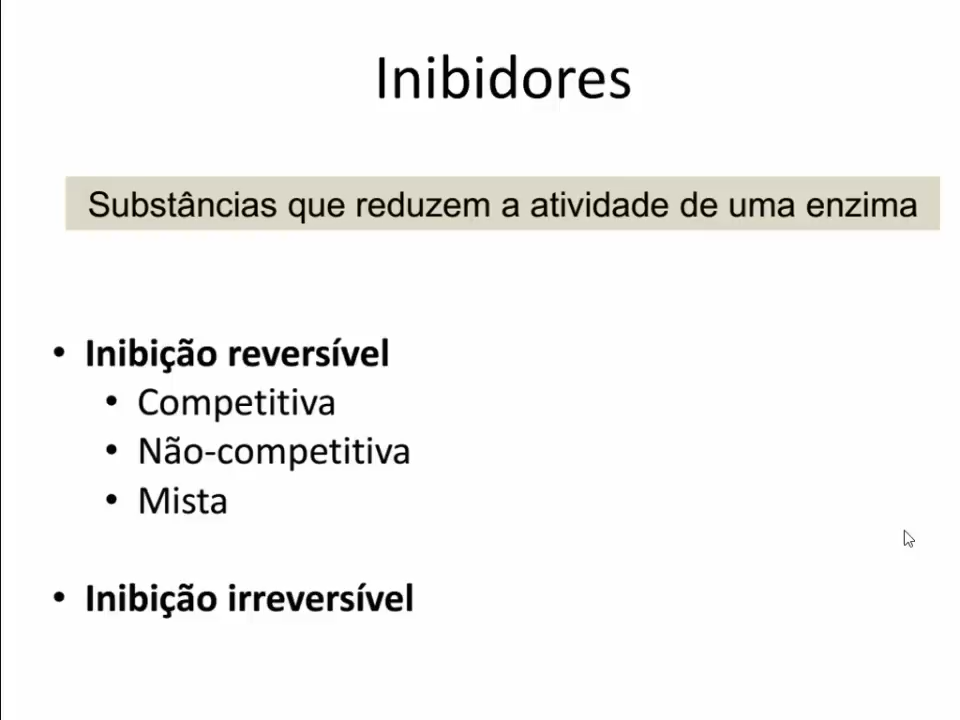 Inibidores
Substâncias que reduzem a atividade de uma enzima
• Inibição reversível
• Competitiva
• Não-competitiva
• Mista
• Inibição irreversível